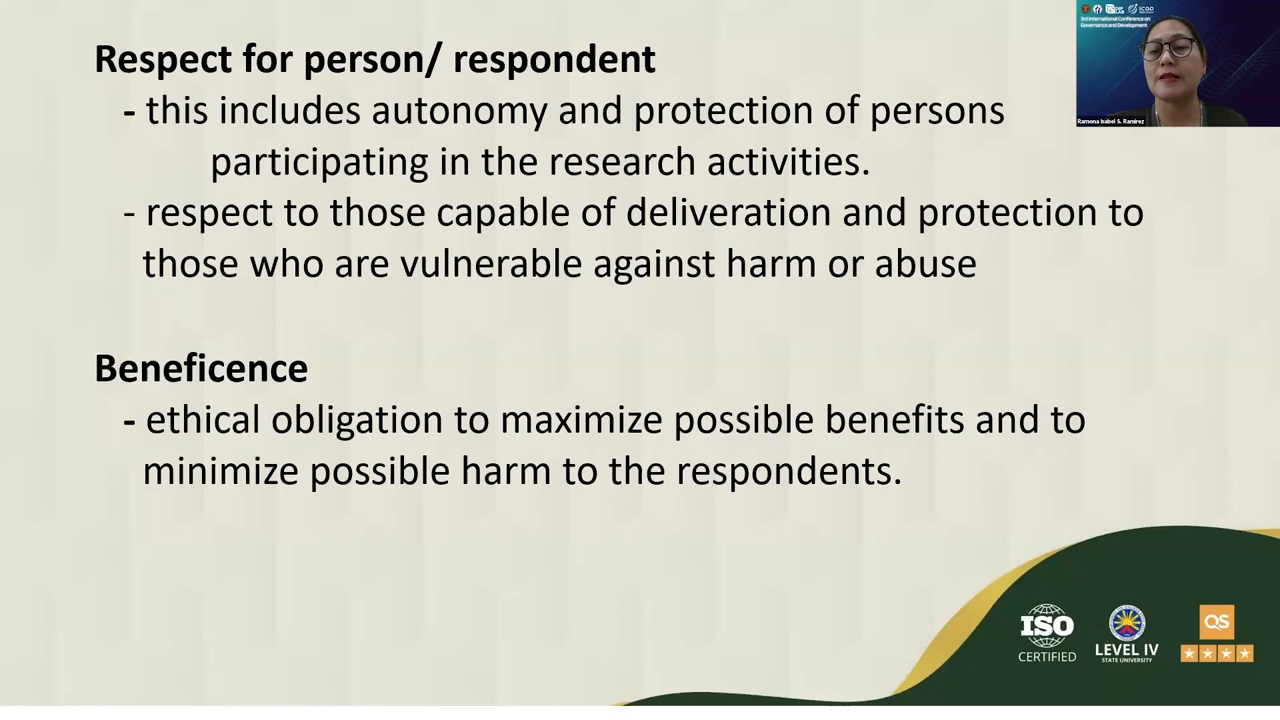 Respect for person/ respondent
- this includes autonomy and protection of persons
participating in the research activities.
- respect to those capable of deliveration and protection to
those who are vulnerable against harm or abuse
Beneficence
- ethical obligation to maximize possible benefits and to
minimize possible harm to the respondents.
3rd International Conference on
Governance and Development
Ramona Isabel S. Ramirez
ISO
CERTIFIED
LEVEL IV
STATE UNIVERSITY
QS